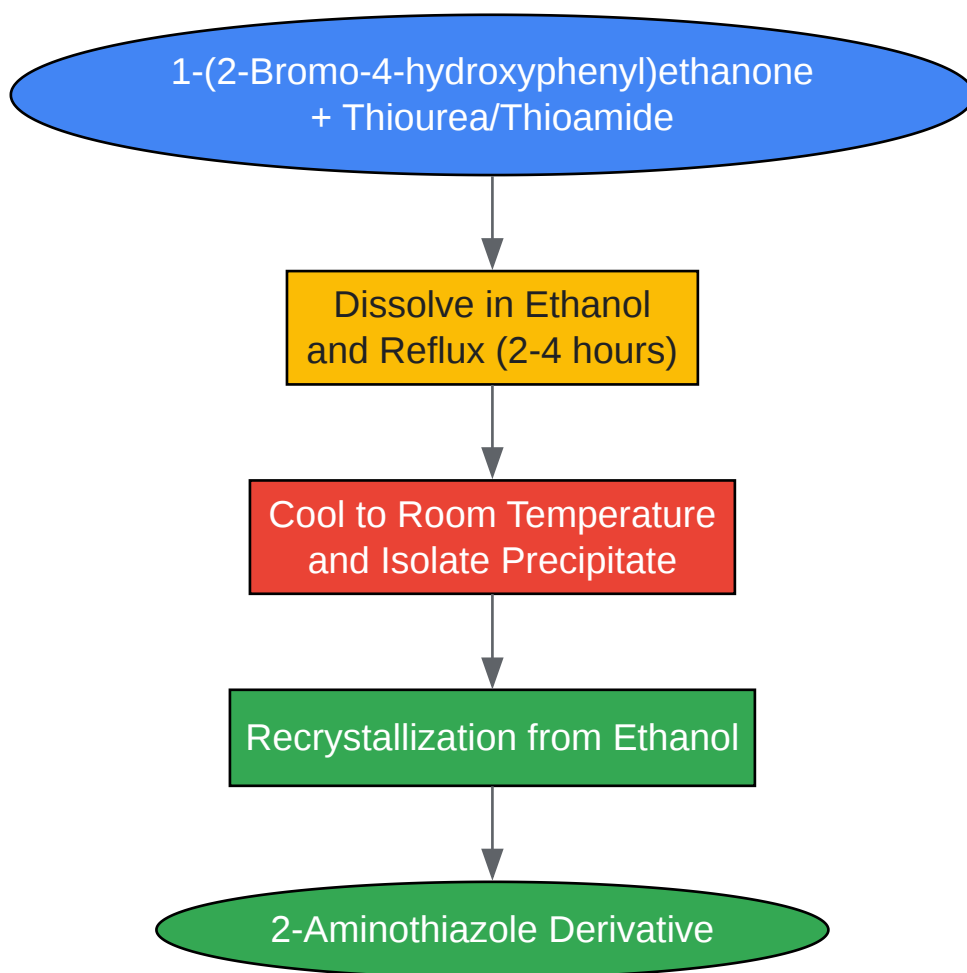 1-(2-Bromo-4-hydroxyphenyl)ethanone
+ Thiourea/Thioamide
Dissolve in Ethanol
and Reflux (2-4 hours)
Cool to Room Temperature
and Isolate Precipitate
Recrystallization from Ethanol
2-Aminothiazole Derivative